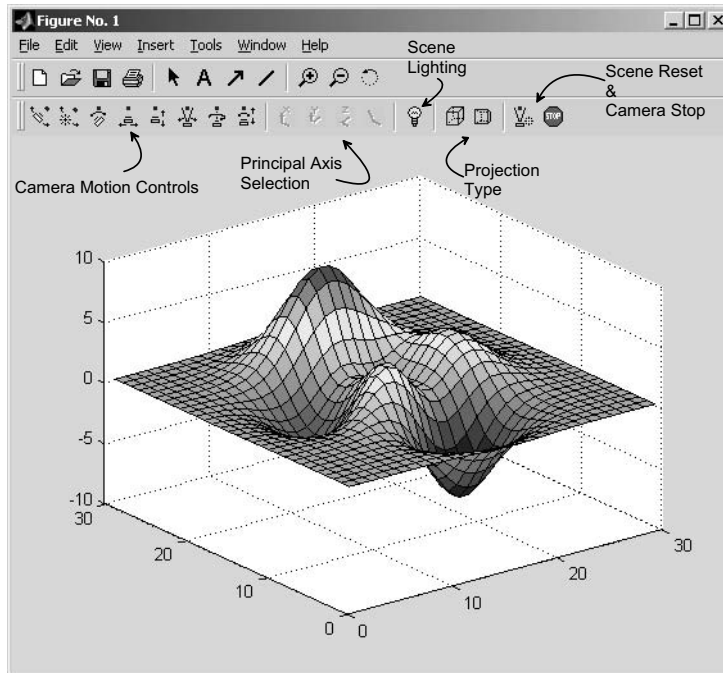 Figure No. 1
File Edit View Insert Tools Window Help
Scene
Lighting
Scene Reset
&
Camera Stop
STOP
Camera Motion Controls
Principal Axis
Selection
Projection
Type
10
5
0
-5
-10
30
20
10
0
0
10
20
30